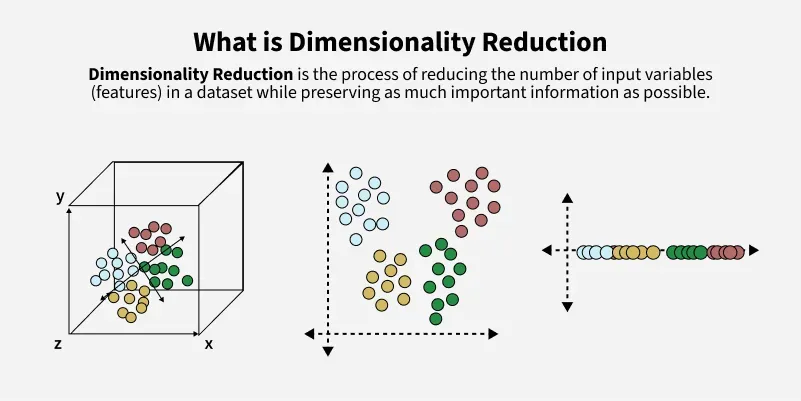 What is Dimensionality Reduction
Dimensionality Reduction is the process of reducing the number of input variables
(features) in a dataset while preserving as much important information as possible.
y
z
x